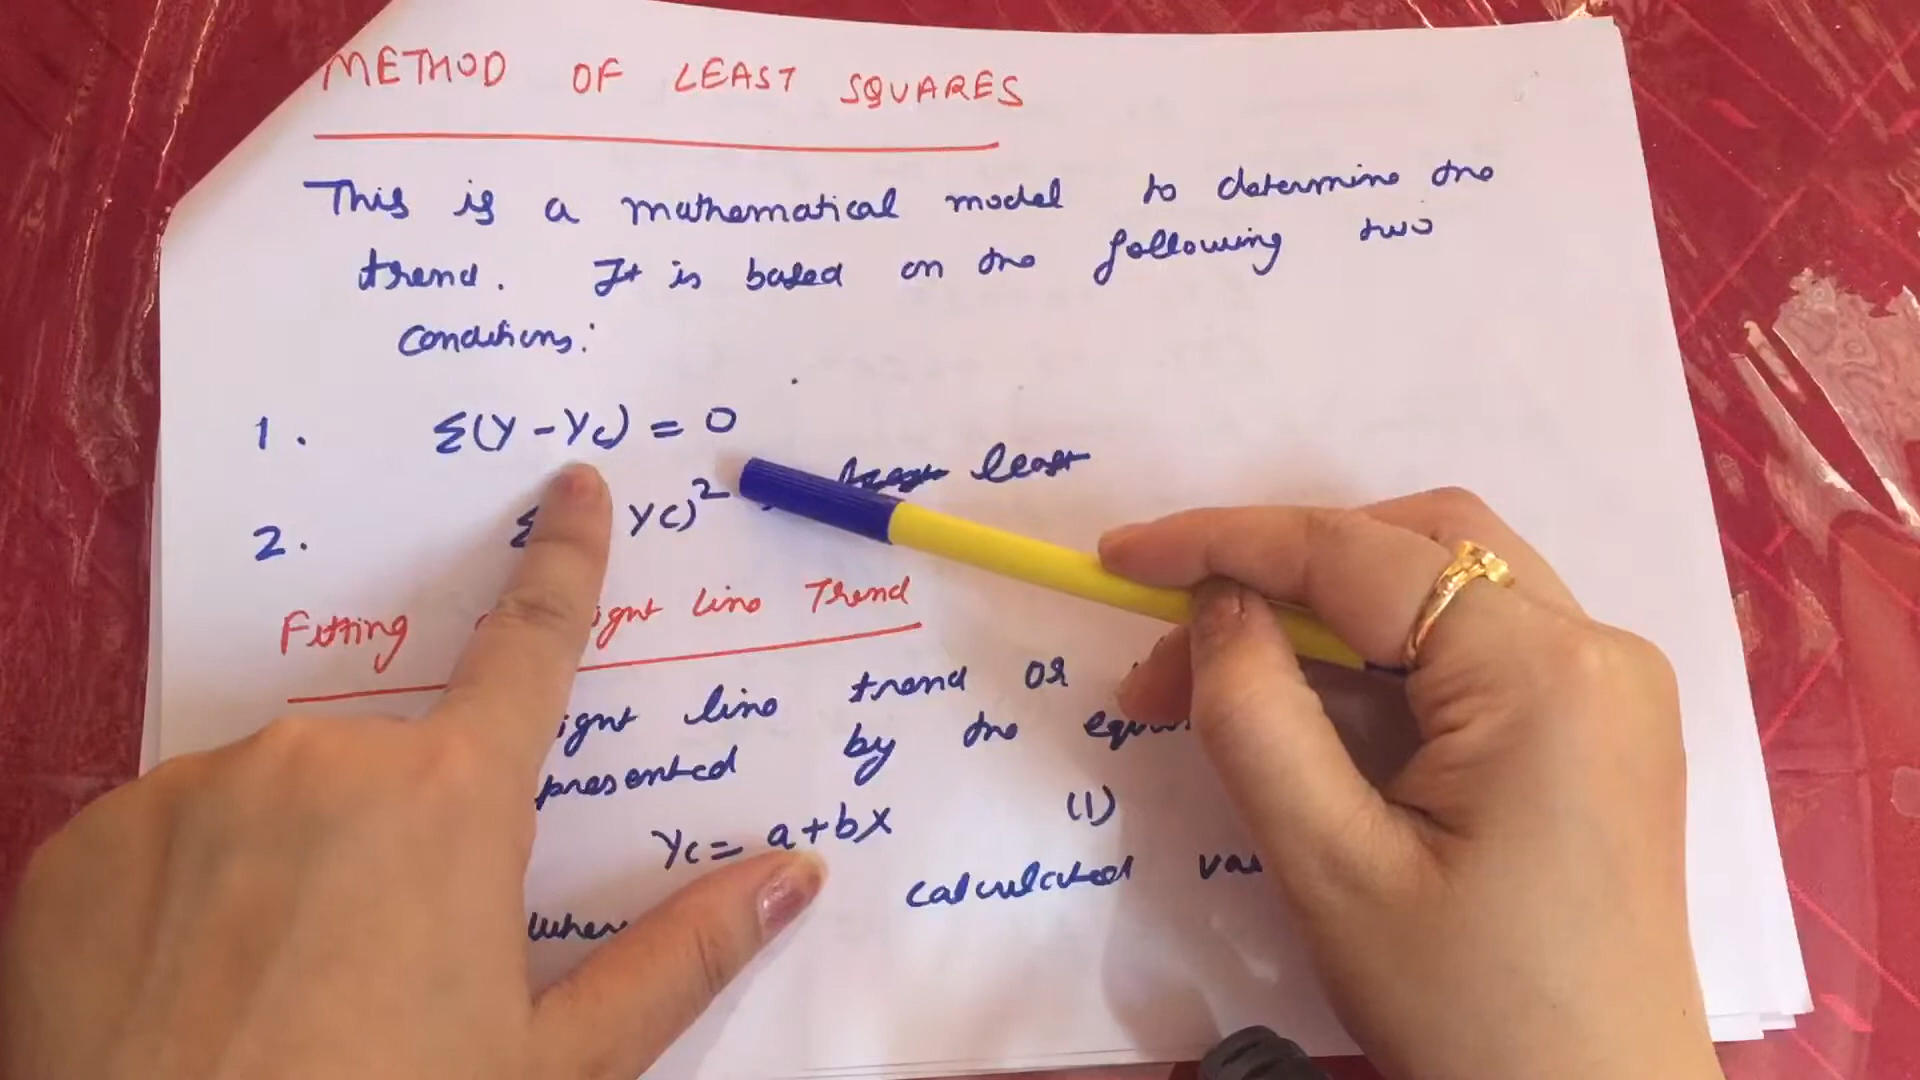 METHOD OF LEAST SQUARES
This is a mathematical model to determine the
trend. It is based on the following two
Conditions:
1. Σ(Y-Yc) = 0
2. Σ Yc)² least
Fitting ight line Trend
ight line trend or
presented by the
Yc = a+bx (1)
calculated